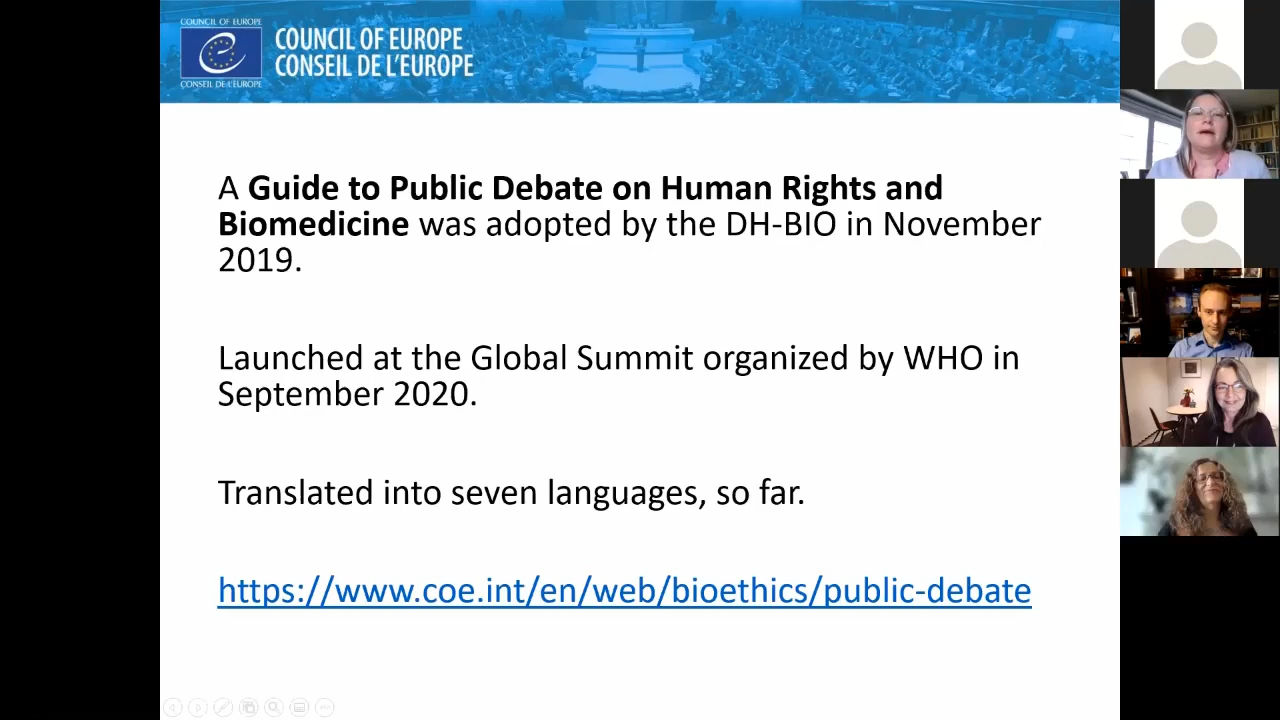 COUNCIL OF EUROPE
CONSEIL DE L'EUROPE
COUNCIL OF EUROPE
CONSEIL DE L'EUROPE
A Guide to Public Debate on Human Rights and
Biomedicine was adopted by the DH-BIO in November
2019.
Launched at the Global Summit organized by WHO in
September 2020.
Translated into seven languages, so far.
https://www.coe.int/en/web/bioethics/public-debate